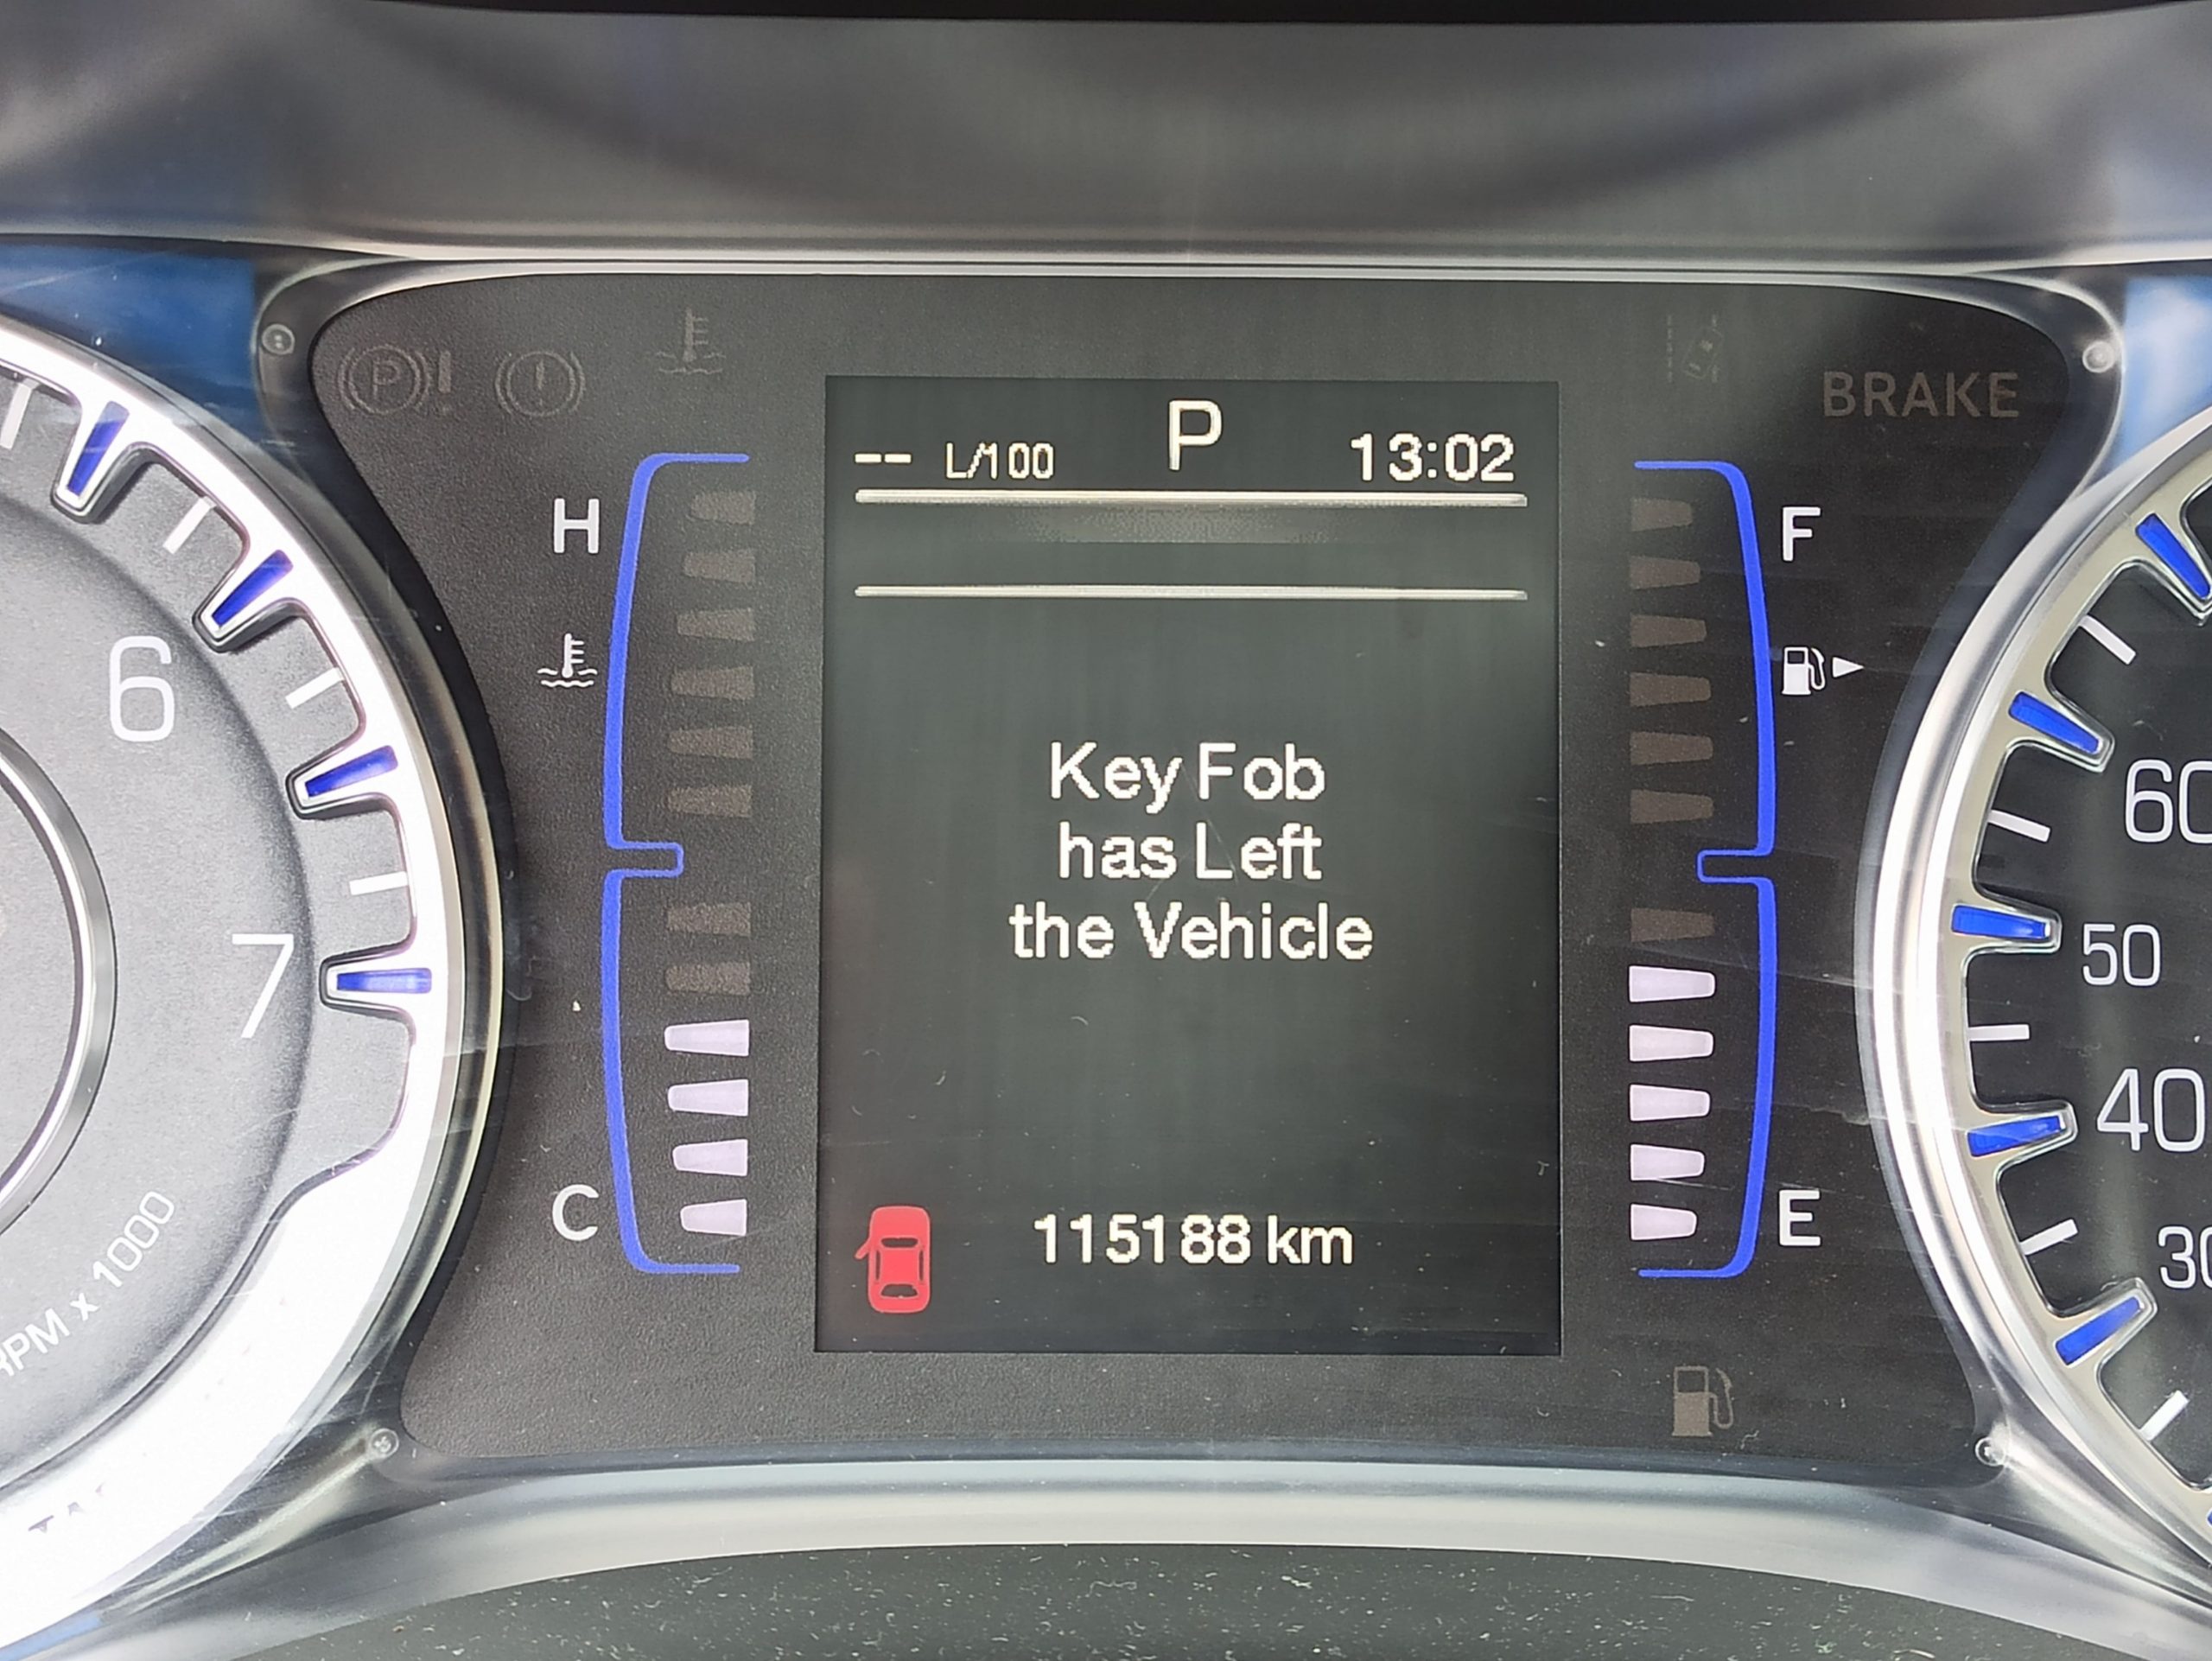 P
BRAKE
P
-- L/100
13:02
H
F
6
Key Fob
has Left
the Vehicle
60
50
7
40
C
E
115188 km
30
RPM x 1000